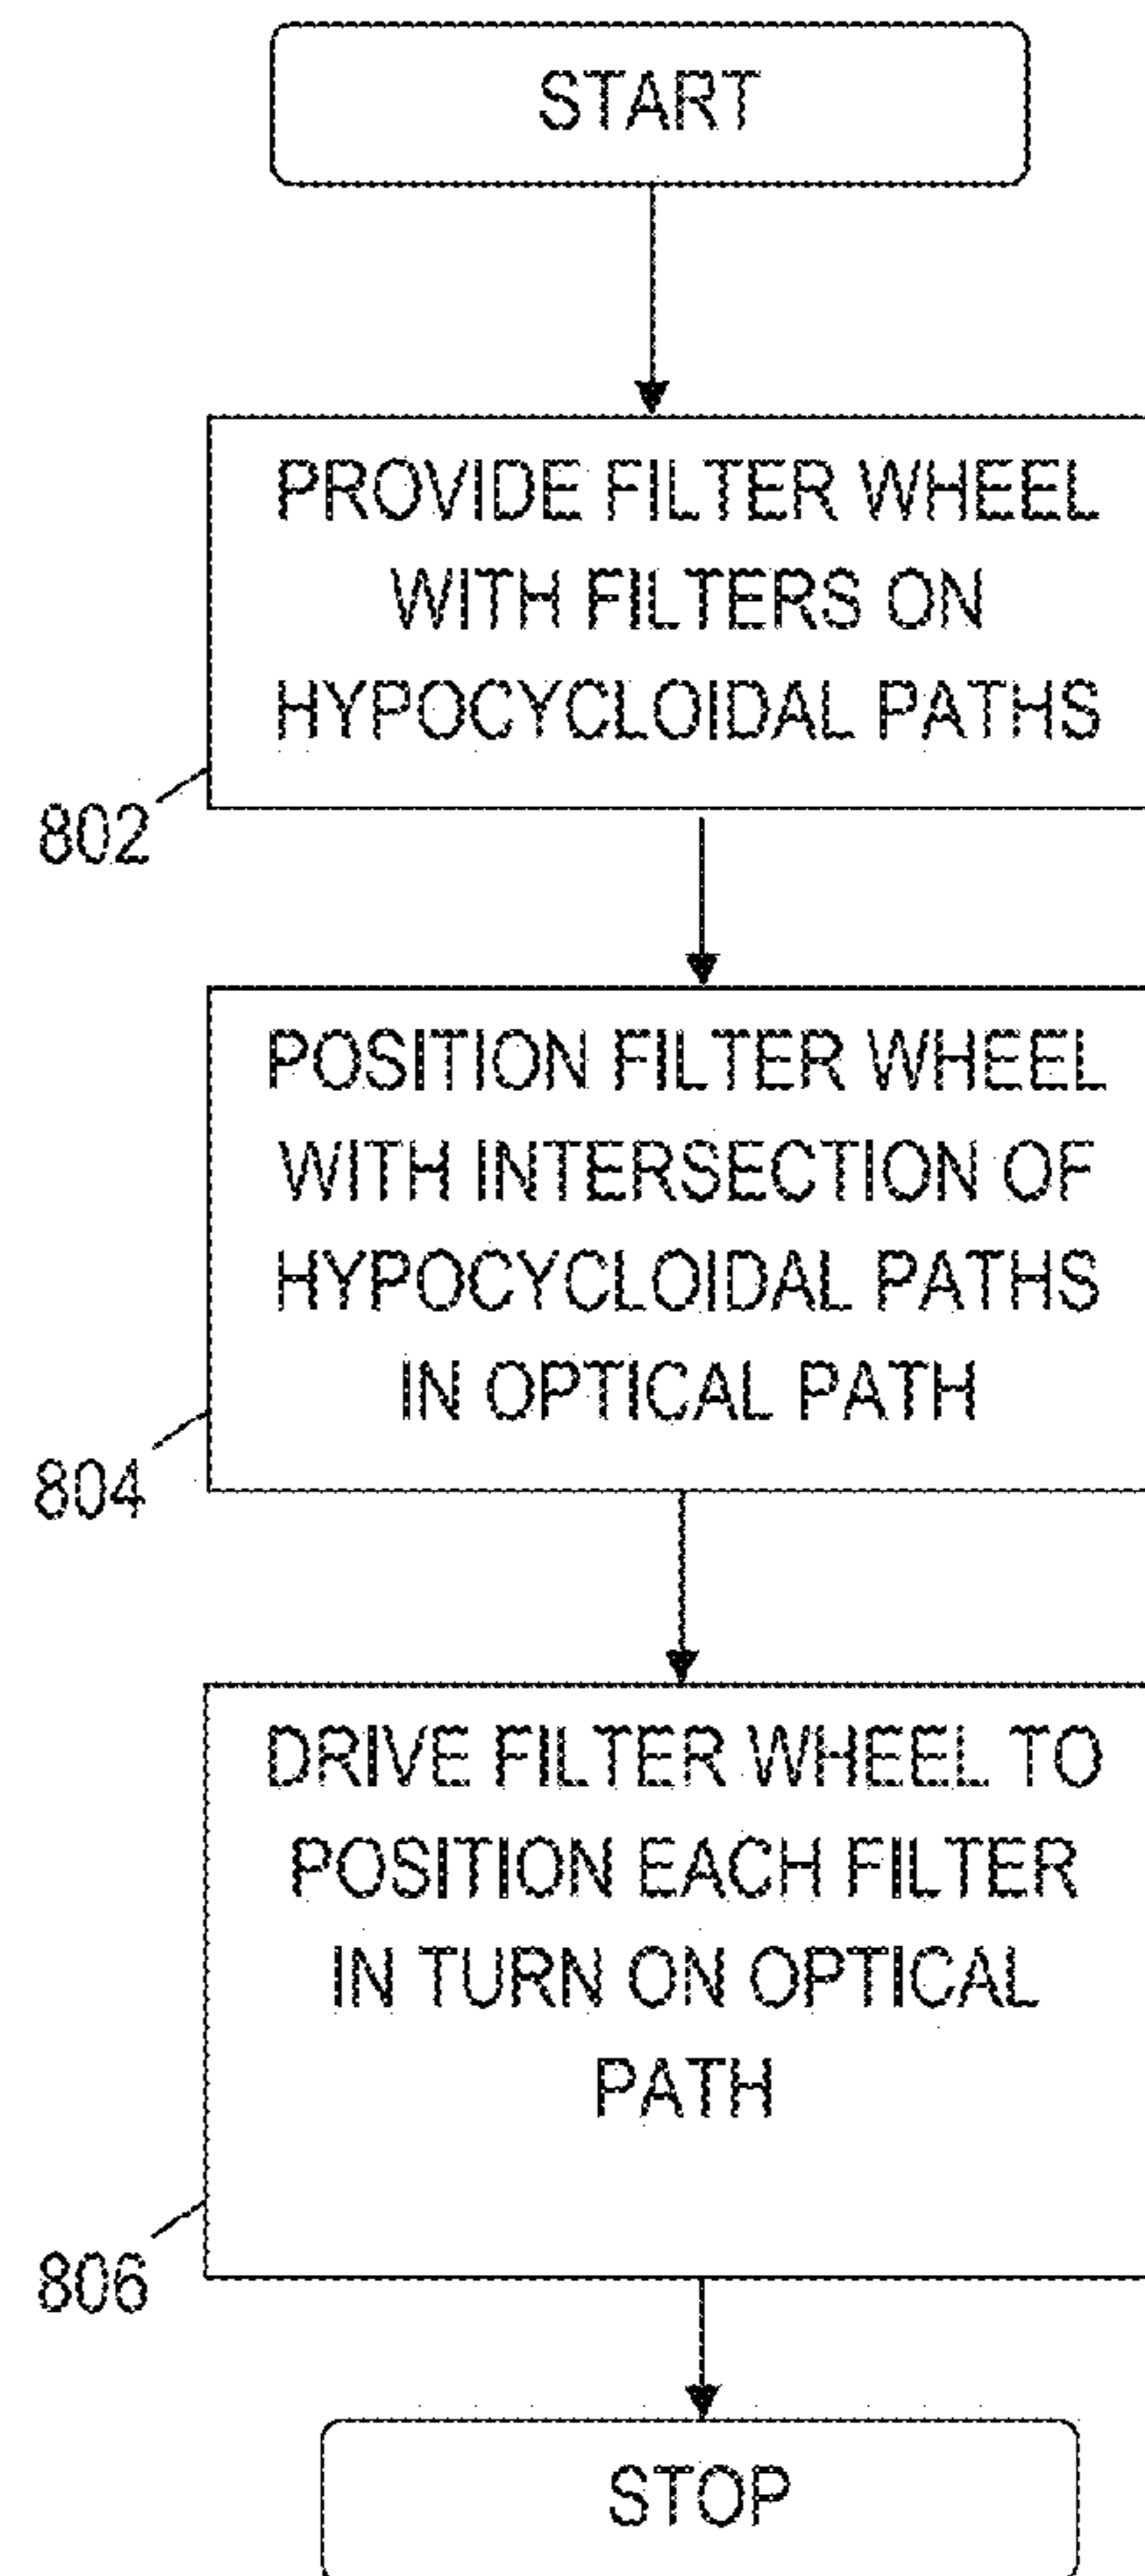 START
PROVIDE FILTER WHEEL
WITH FILTERS ON
HYPOCYCLOIDAL PATHS
802
POSITION FILTER WHEEL
WITH INTERSECTION OF
HYPOCYCLOIDAL PATHS
IN OPTICAL PATH
804
DRIVE FILTER WHEEL TO
POSITION EACH FILTER
IN TURN ON OPTICAL
PATH
806
STOP